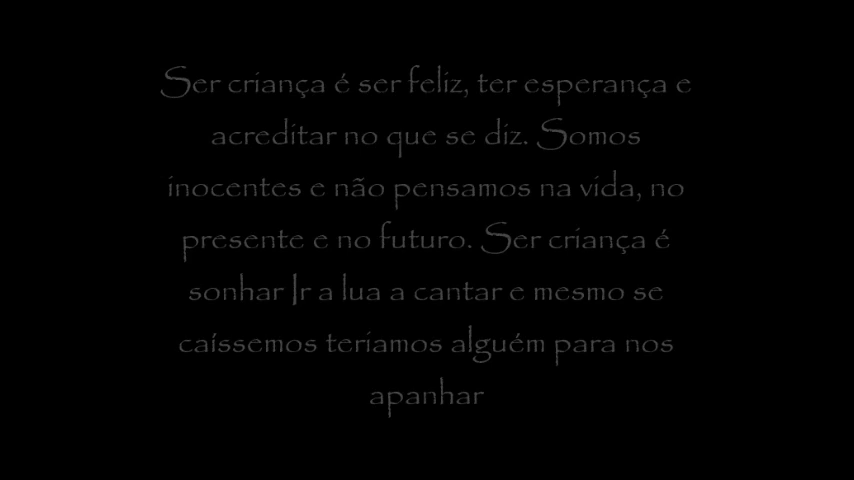 Ser criança é ser feliz, ter esperança e
acreditar no que se diz. Somos
inocentes e não pensamos na vida, no
presente e no futuro. Ser criança é
sonhar Ir a lua a cantar e mesmo se
caíssemos teriamos alguém para nos
apanhar